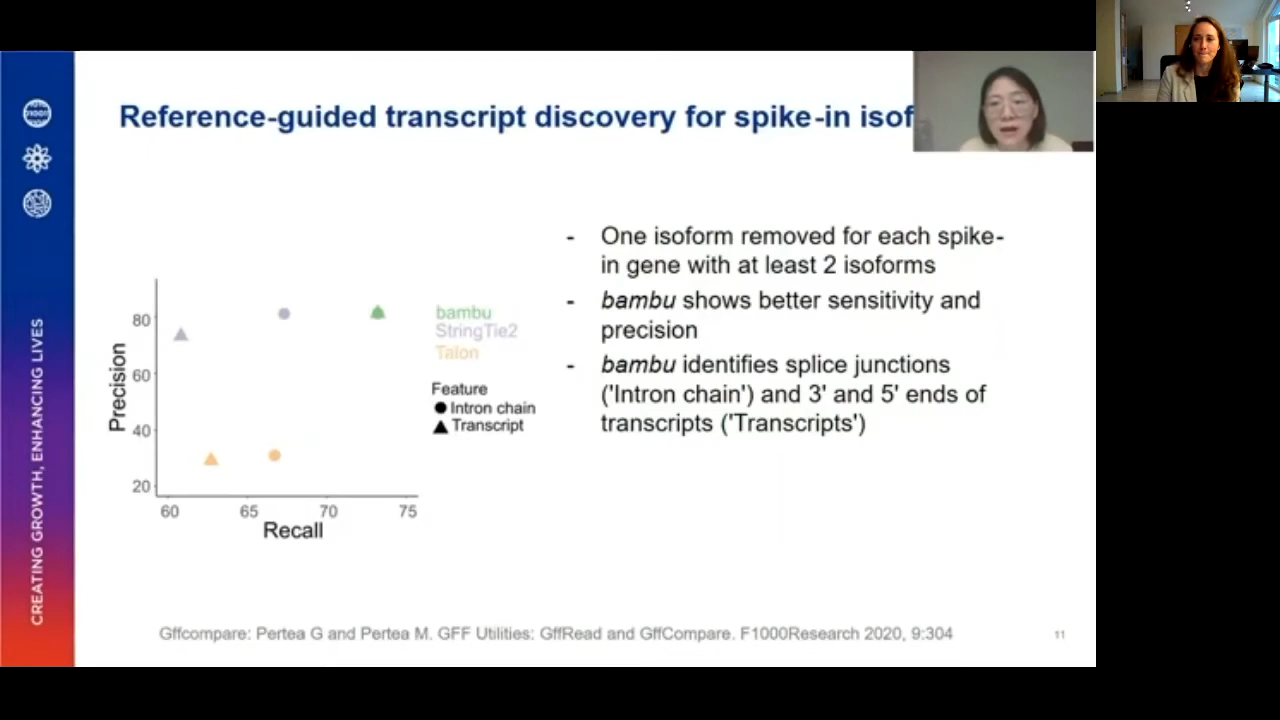 Reference-guided transcript discovery for spike-in isof
- One isoform removed for each spike-
in gene with at least 2 isoforms
- bambu shows better sensitivity and
precision
- bambu identifies splice junctions
('Intron chain') and 3' and 5' ends of
transcripts ('Transcripts')
Precision
80
60
40
20
60 65 70 75
Recall
bambu
StringTie2
Talon
Feature
Intron chain
Transcript
CREATING GROWTH, ENHANCING LIVES
Gffcompare: Pertea G and Pertea M. GFF Utilities: GffRead and GffCompare. F1000Research 2020, 9:304
11